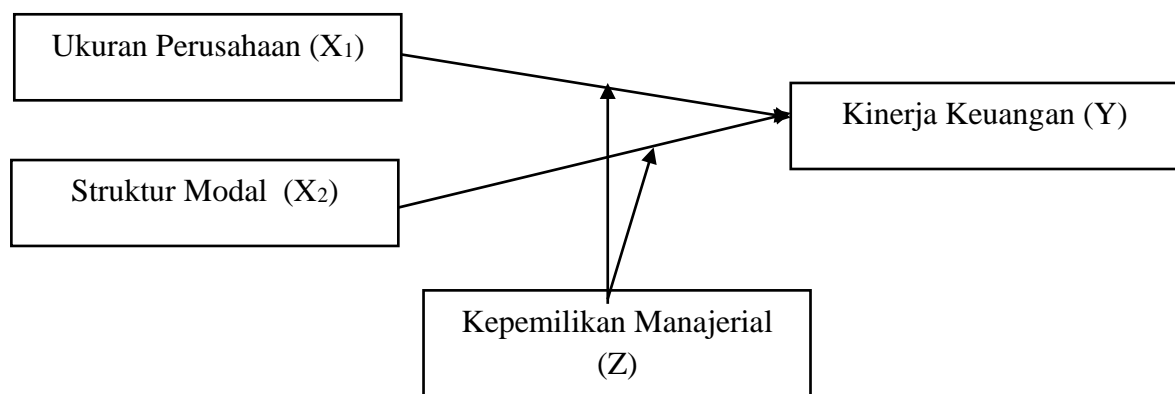 Ukuran Perusahaan (X₁)
Kinerja Keuangan (Y)
Struktur Modal (X₂)
Kepemilikan Manajerial
(Z)